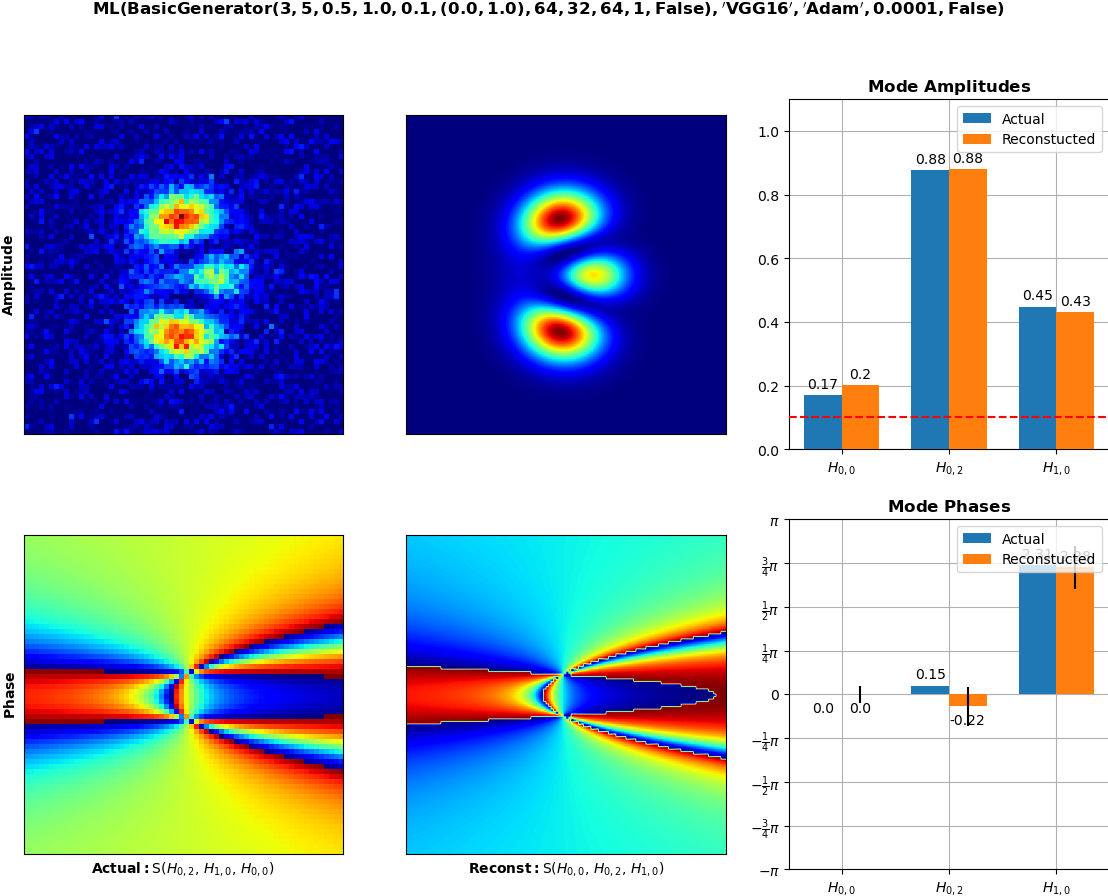 ML(BasicGenerator(3, 5, 0.5, 1.0, 0.1, (0.0, 1.0), 64, 32, 64, 1, False), ′VGG16′, ′Adam′, 0.0001, False)
Amplitude
Mode Amplitudes
Actual
Reconstucted
1.0
0.8
0.6
0.4
0.2
0.0
0.17
0.2
0.88
0.88
0.45
0.43
H0,0
H0,2
H1,0
Phase
Actual: S(H0,2, H1,0, H0,0)
Reconst: S(H0,0, H0,2, H1,0)
Mode Phases
Actual
Reconstucted
π
3/4π
1/2π
1/4π
0
−1/4π
−1/2π
−3/4π
−π
0.0
0.0
0.15
-0.22
2.31
H0,0
H0,2
H1,0